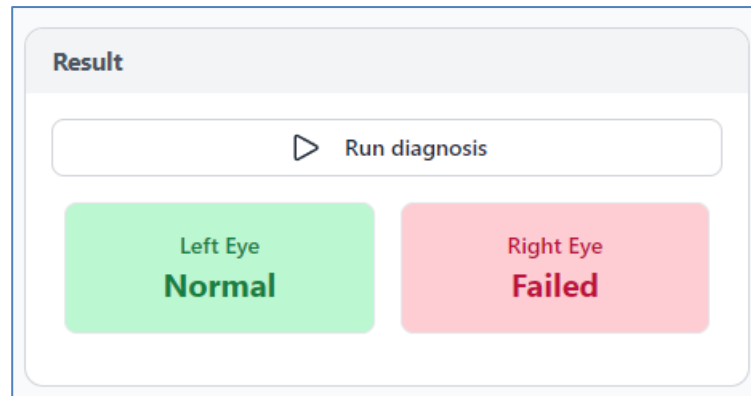 Result
Run diagnosis
Left Eye
Normal
Right Eye
Failed